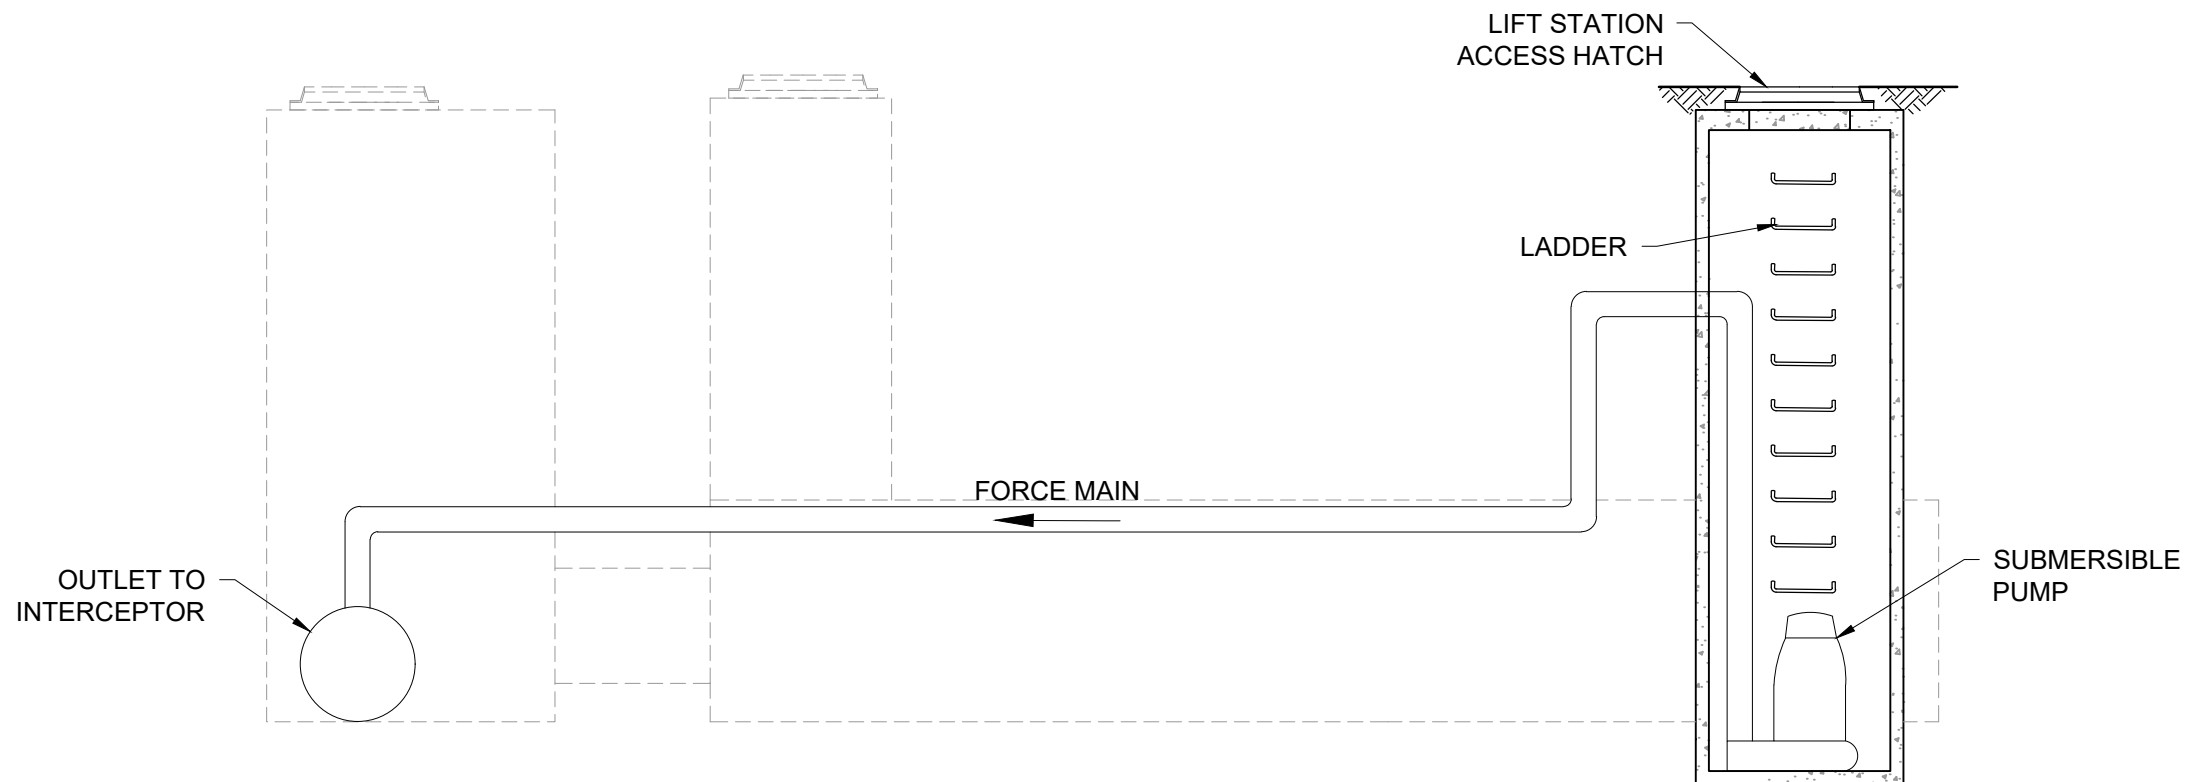 LIFT STATION
ACCESS HATCH
LADDER
FORCE MAIN
OUTLET TO
INTERCEPTOR
SUBMERSIBLE
PUMP